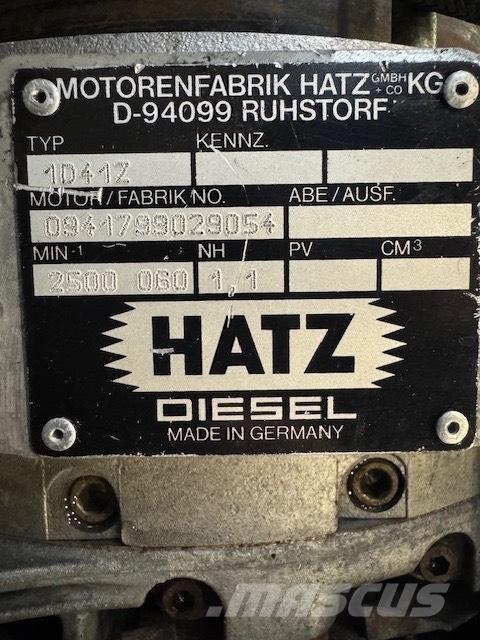 MOTORENFABRIK HATZ GMBH + CO KG
D-94099 RUHSTORF
TYP KENNZ.
1D41Z
MOTOR/FABRIK NO. ABE/AUSF.
0941799029054
MIN-1 NH PV CM3
2500 060 1,1
HATZ
DIESEL
MADE IN GERMANY
MASCUS